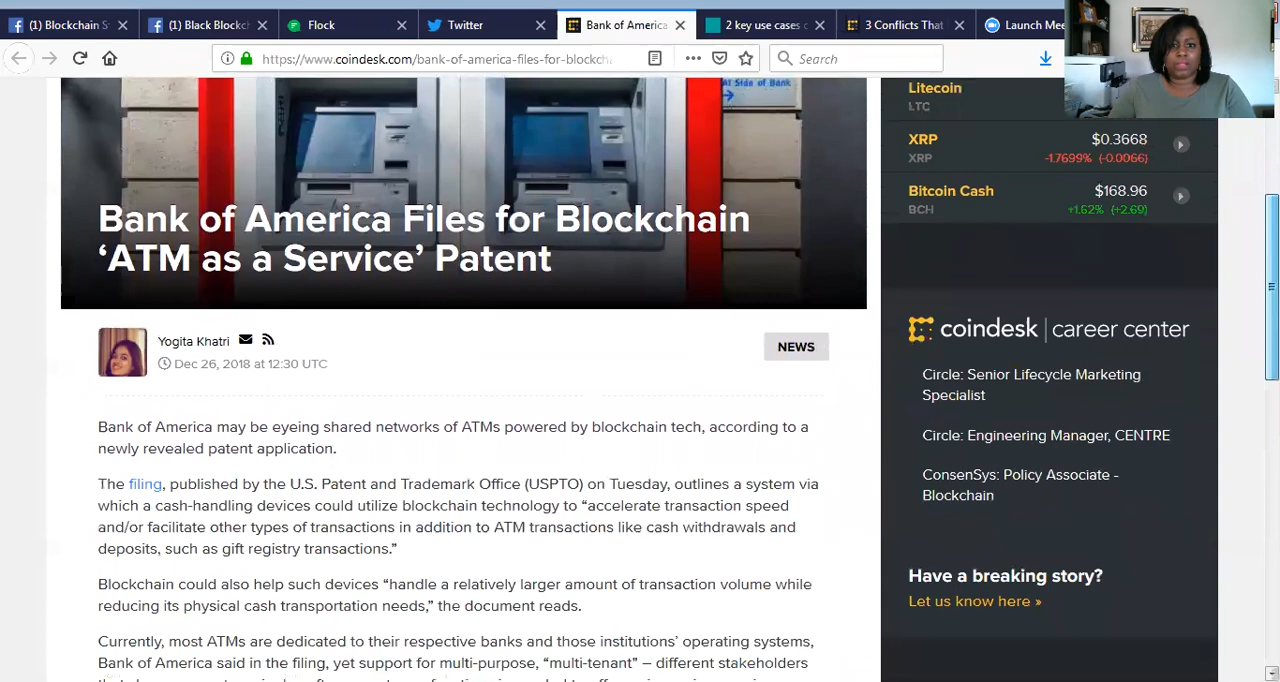 (1) Blockchain S
(1) Black Blockc
Flock
Twitter
Bank of America
2 key use cases
3 Conflicts That
Launch Mee
https://www.coindesk.com/bank-of-america-files-for-blockcha
Search
At Side of Bank
Bank of America Files for Blockchain
‘ATM as a Service’ Patent
Yogita Khatri
Dec 26, 2018 at 12:30 UTC
NEWS
Bank of America may be eyeing shared networks of ATMs powered by blockchain tech, according to a
newly revealed patent application.
The filing, published by the U.S. Patent and Trademark Office (USPTO) on Tuesday, outlines a system via
which a cash-handling devices could utilize blockchain technology to “accelerate transaction speed
and/or facilitate other types of transactions in addition to ATM transactions like cash withdrawals and
deposits, such as gift registry transactions.”
Blockchain could also help such devices “handle a relatively larger amount of transaction volume while
reducing its physical cash transportation needs,” the document reads.
Currently, most ATMs are dedicated to their respective banks and those institutions’ operating systems,
Bank of America said in the filing, yet support for multi-purpose, “multi-tenant” – different stakeholders
Litecoin
LTC
XRP $0.3668
XRP -1.7699% (-0.0066)
Bitcoin Cash $168.96
BCH +1.62% (+2.69)
coindesk | career center
Circle: Senior Lifecycle Marketing
Specialist
Circle: Engineering Manager, CENTRE
ConsenSys: Policy Associate -
Blockchain
Have a breaking story?
Let us know here »